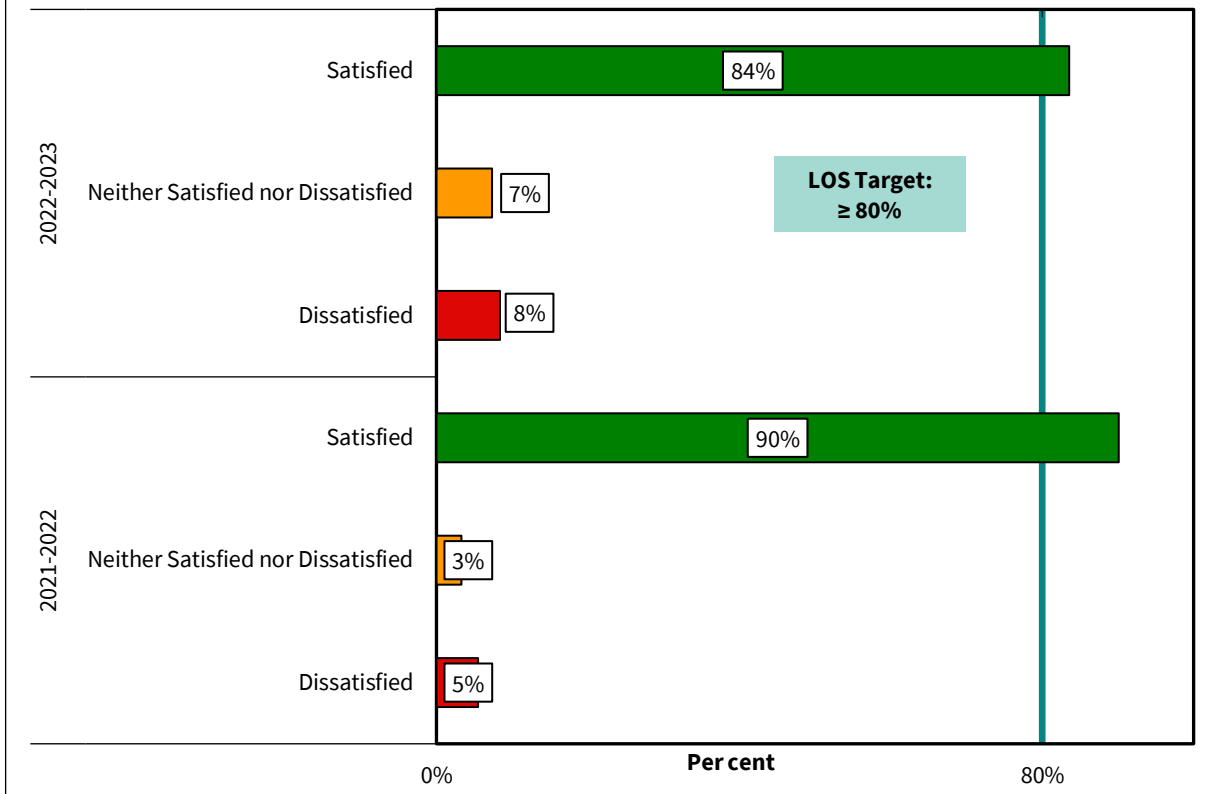 2022-2023
Satisfied
84%
Neither Satisfied nor Dissatisfied
7%
LOS Target:
≥ 80%
Dissatisfied
8%
2021-2022
Satisfied
90%
Neither Satisfied nor Dissatisfied
3%
Dissatisfied
5%
0%
Per cent
80%